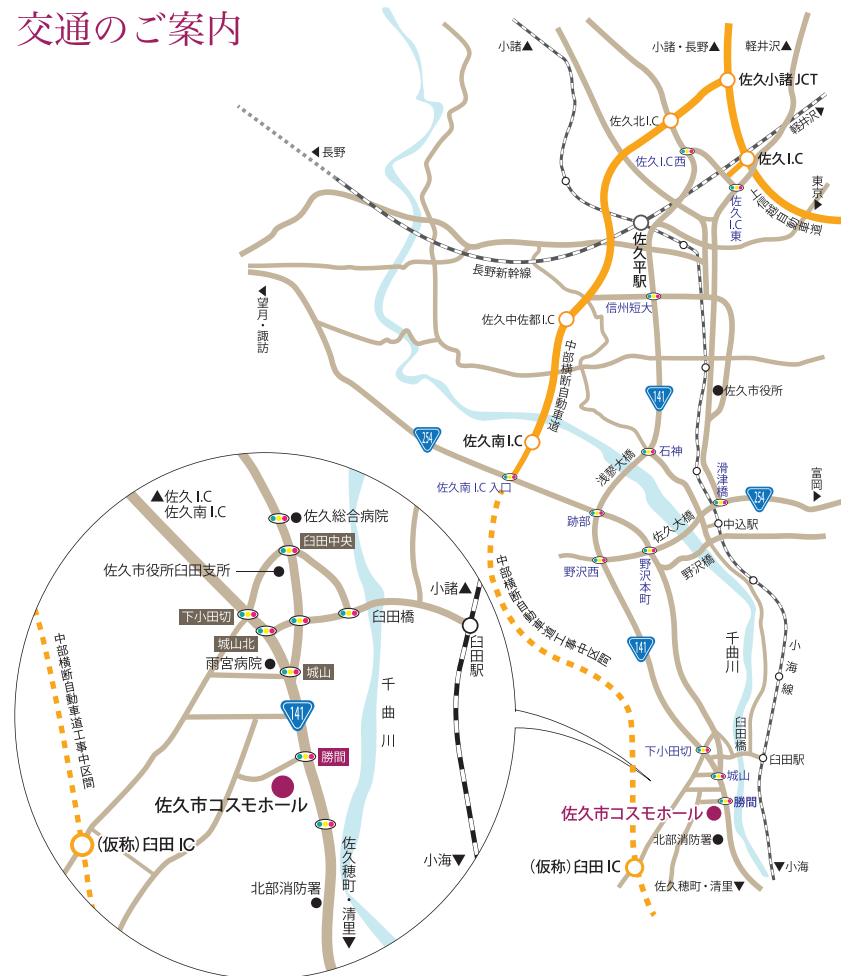 交通のご案内
小諸▲
小諸・長野▲
軽井沢▲
佐久小諸JCT
佐久北I.C
軽井沢▼
◀長野
佐久I.C西
佐久I.C
東京▶
佐久I.C東
上信越自動車道
佐久平駅
長野新幹線
◀望月・諏訪
信州短大
佐久中佐都I.C
中部横断自動車道
141
佐久市役所
254
佐久南I.C
石神
浅蓼大橋
滑津橋
富岡▶
佐久南I.C入口
254
跡部
佐久大橋
中込駅
野沢橋
野沢西
野沢本町
中部横断自動車道工事中区間
141
千曲川
小海線
下小田切
臼田橋
臼田駅
城山
勝間
佐久市コスモホール
北部消防署
(仮称)臼田IC
▼小海
佐久穂町・清里▼
▲佐久I.C
佐久南I.C
佐久総合病院
臼田中央
佐久市役所臼田支所
小諸▲
下小田切
臼田橋
城山北
臼田駅
雨宮病院
城山
千曲川
中部横断自動車道工事中区間
141
勝間
佐久市コスモホール
(仮称)臼田IC
小海▼
佐久穂町・清里▼
北部消防署